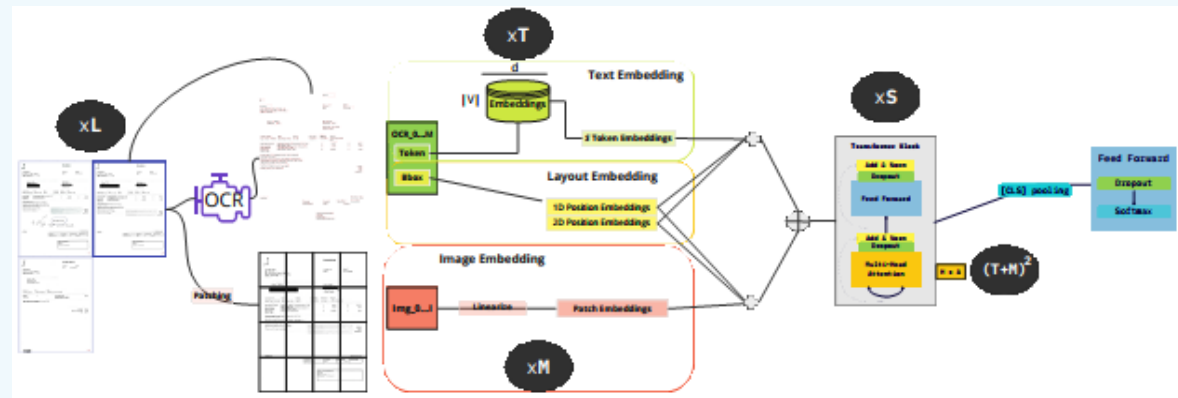 xL
OCR
Patching
xT
d
|V|
Embeddings
Text Embedding
OCR_0...M
Token
Bbox
Token Embeddings
Layout Embedding
1D Position Embeddings
2D Position Embeddings
Image Embedding
Img_0...I
Linearize
Patch Embeddings
xM
xS
Transformer Block
Add & Norm
Dropout
Feed Forward
Add & Norm
Dropout
Multi-Head
Attention
(T+M)²
[CLS] pooling
Feed Forward
Dropout
Softmax